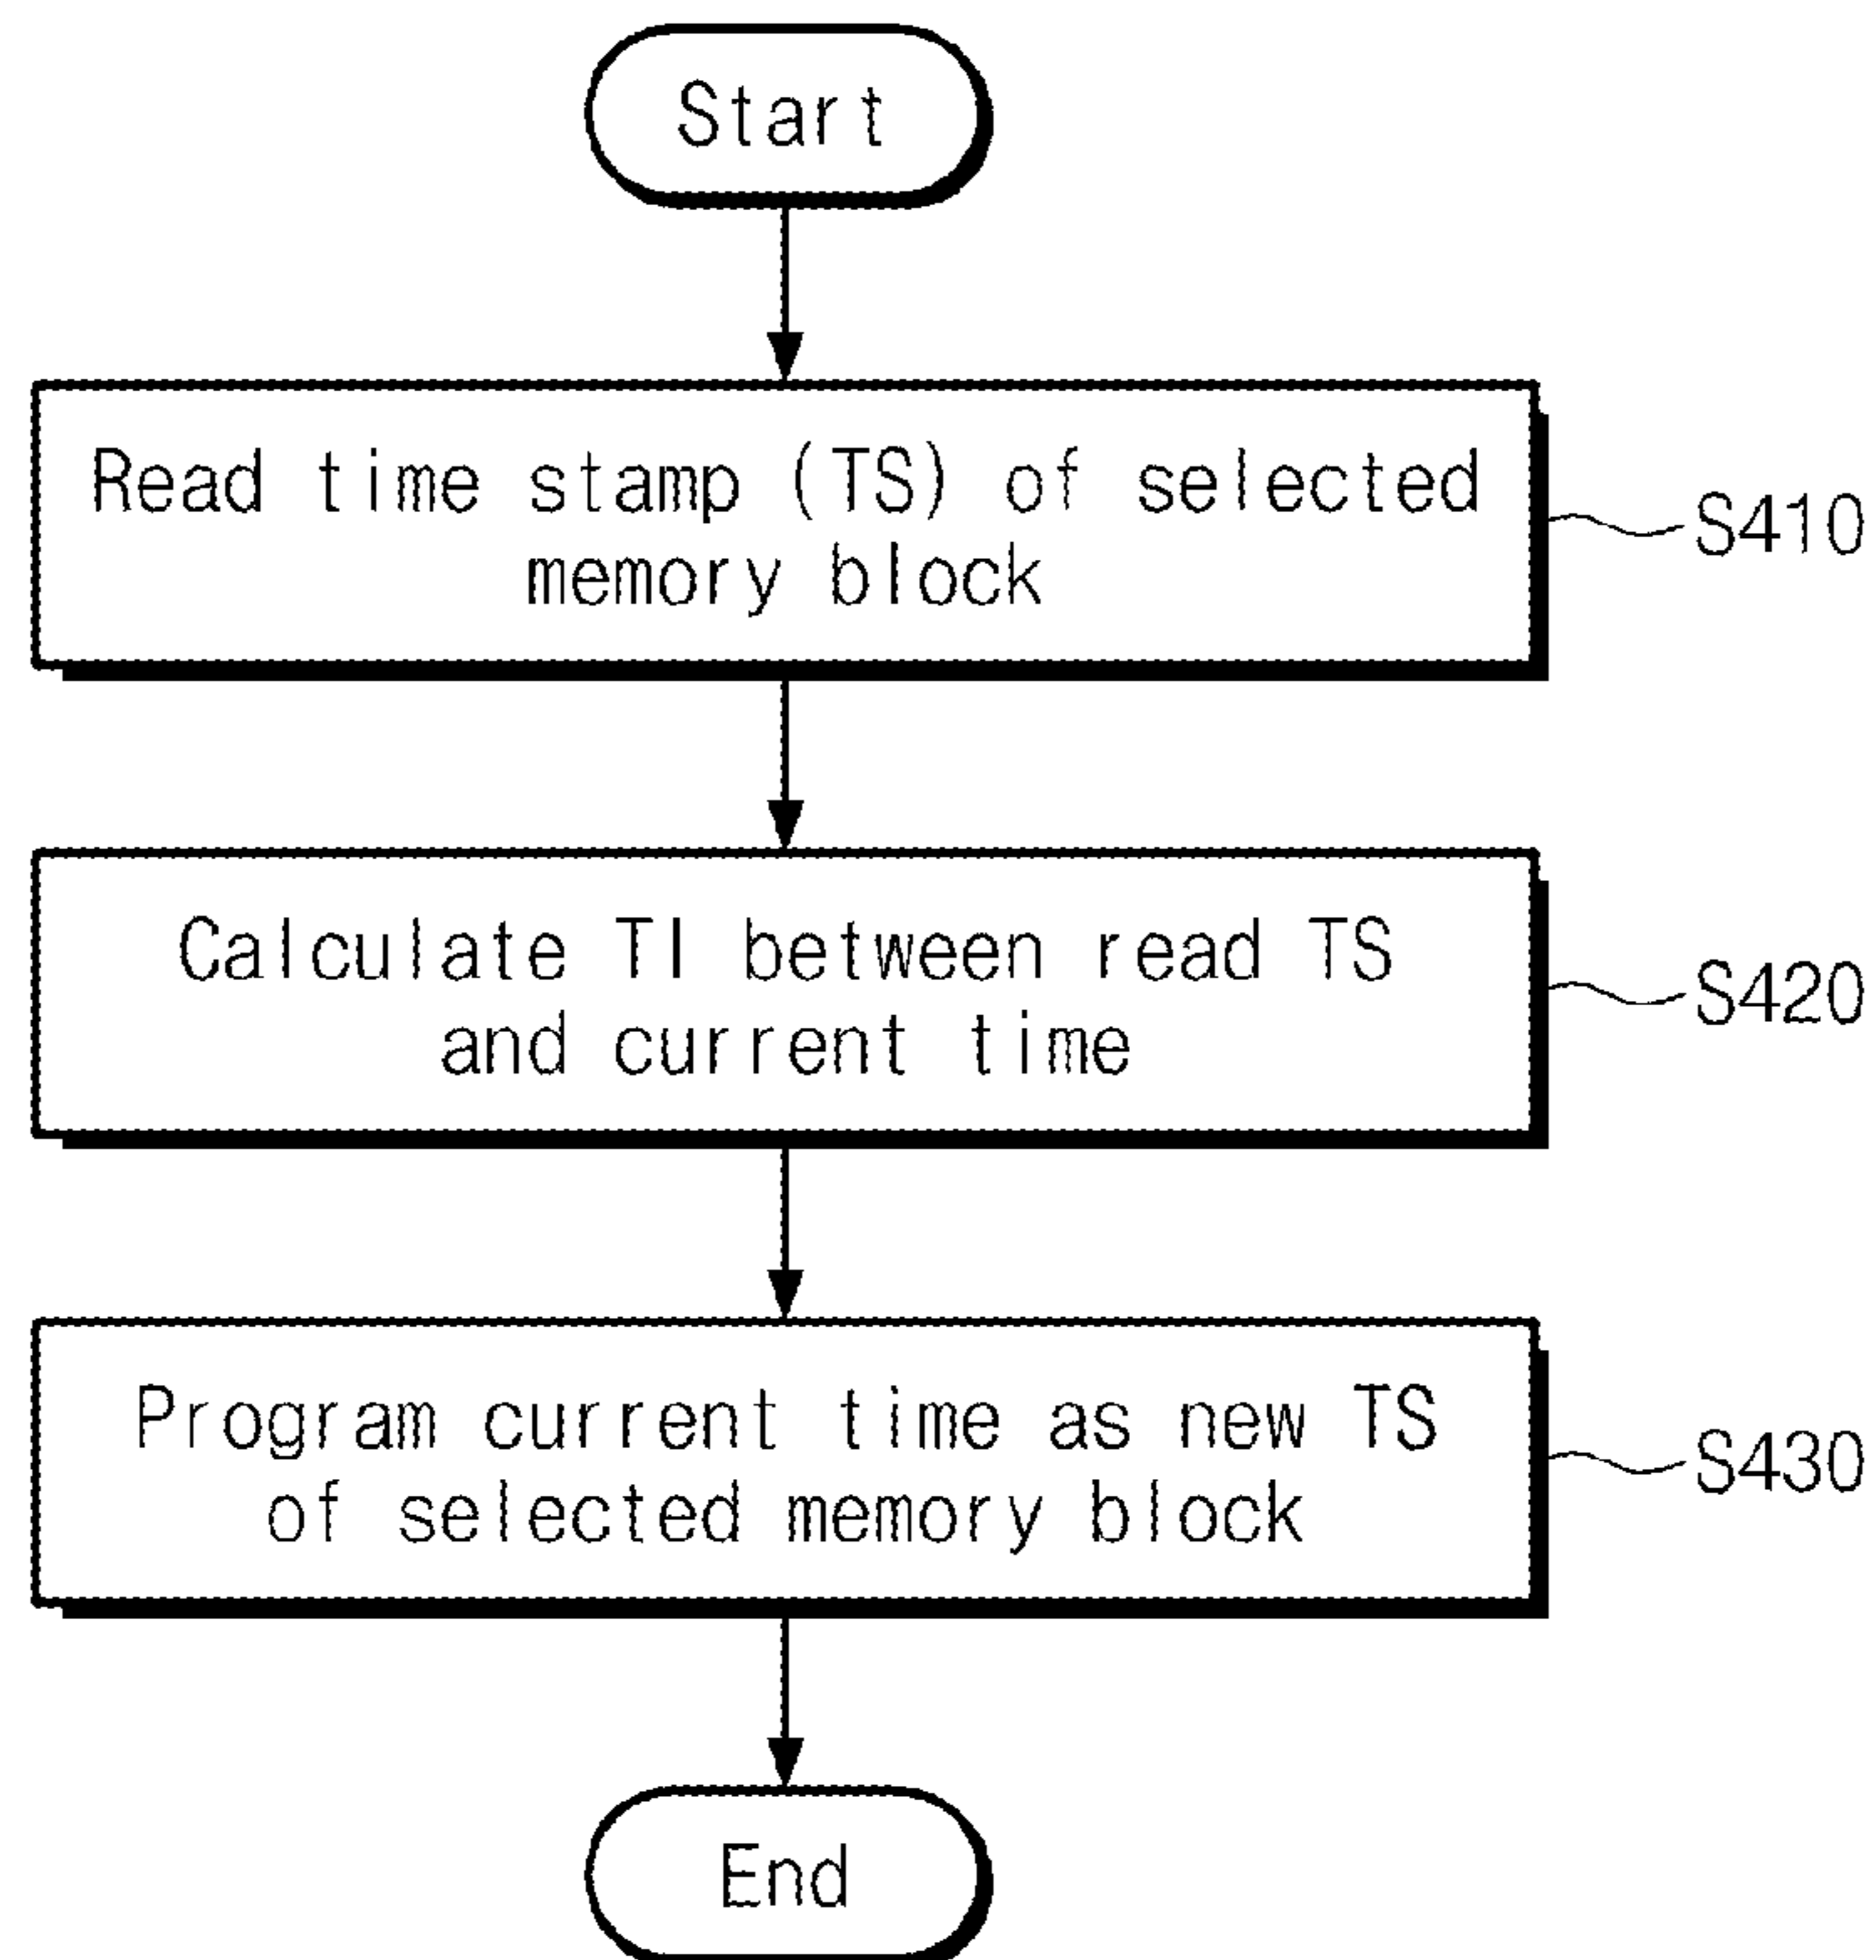 Start
Read time stamp (TS) of selected
memory block
S410
Calculate TI between read TS
and current time
S420
Program current time as new TS
of selected memory block
S430
End